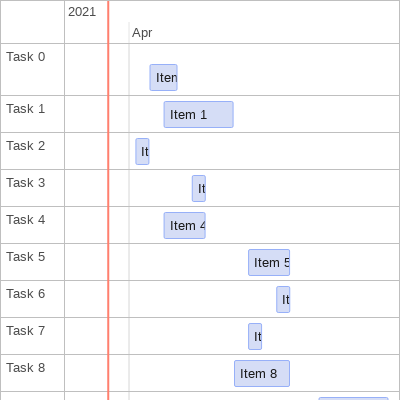 2021
Apr
Task 0
Item
Task 1
Item 1
Task 2
It
Task 3
It
Task 4
Item 4
Task 5
Item 5
Task 6
It
Task 7
It
Task 8
Item 8